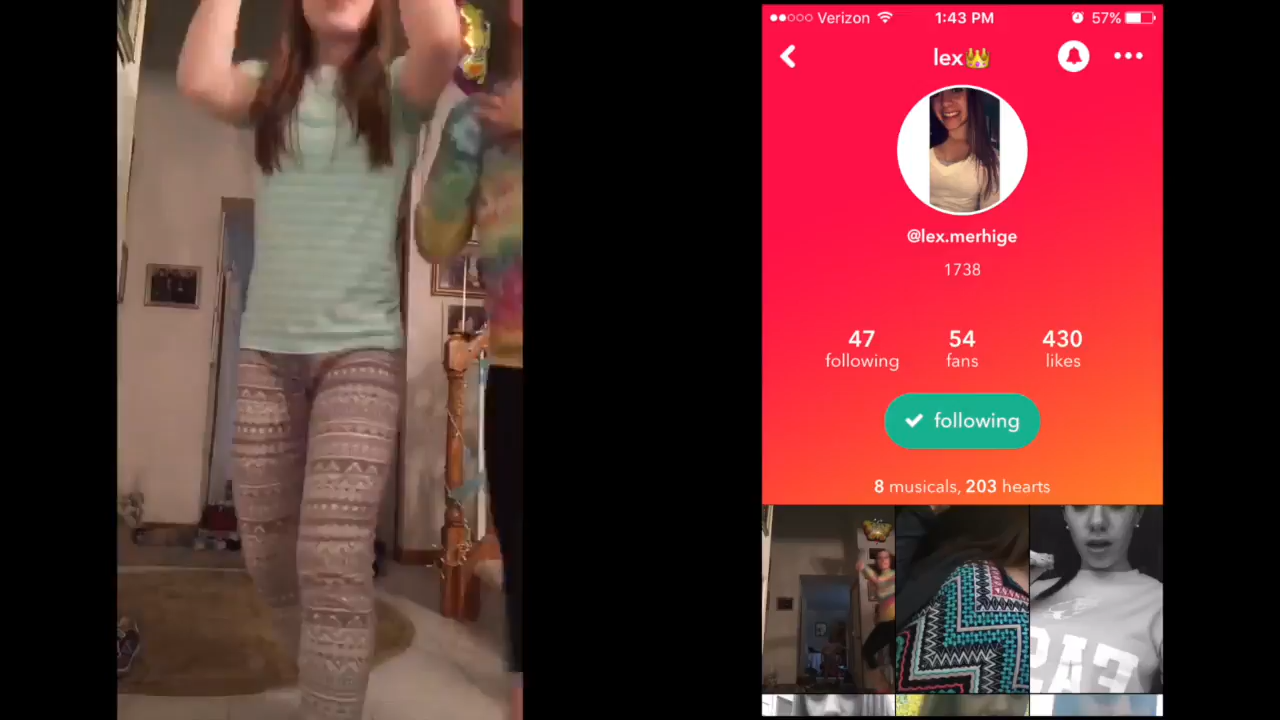 Verizon 1:43 PM 57%
lex👑
@lex.merhige
1738
47 54 430
following fans likes
following
8 musicals, 203 hearts